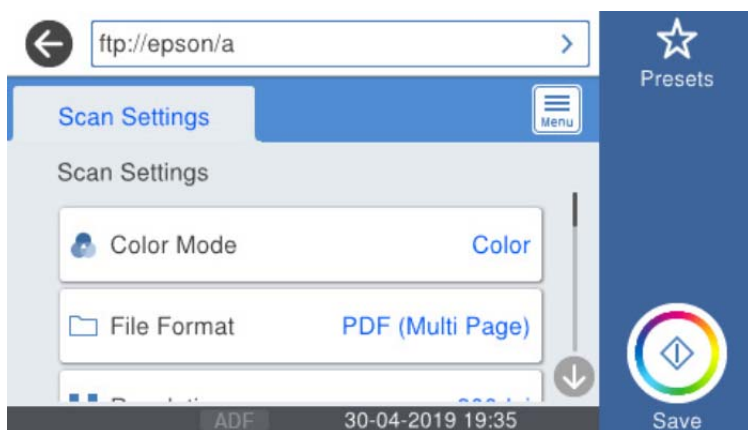 ftp://epson/a
Presets
Scan Settings
Menu
Scan Settings
Color Mode Color
File Format PDF (Multi Page)
ADF 30-04-2019 19:35
Save